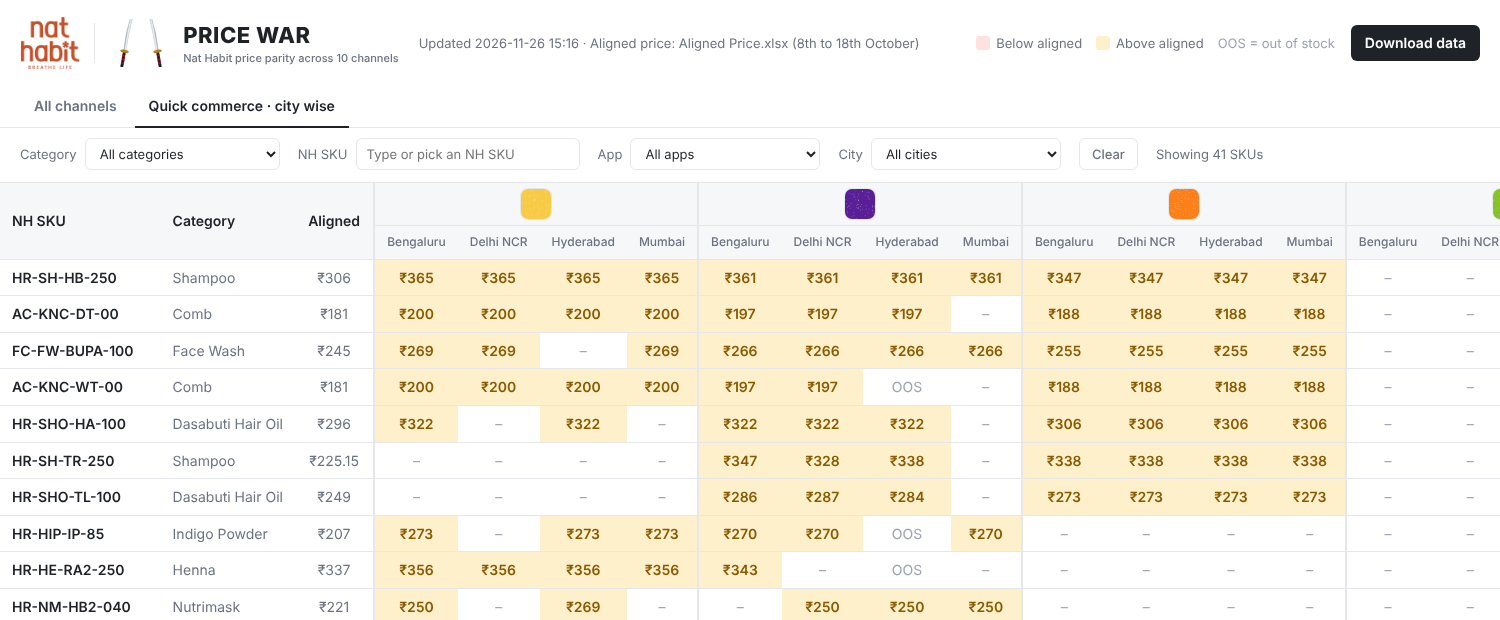 nat
habit
BREATHE LIFE
PRICE WAR
Nat Habit price parity across 10 channels
Updated 2026-11-26 15:16 · Aligned price: Aligned Price.xlsx (8th to 18th October)
Below aligned
Above aligned
OOS = out of stock
Download data
All channels
Quick commerce · city wise
Category All categories NH SKU Type or pick an NH SKU App All apps City All cities Clear Showing 41 SKUs
NH SKU Category Aligned
Bengaluru Delhi NCR Hyderabad Mumbai Bengaluru Delhi NCR Hyderabad Mumbai Bengaluru Delhi NCR Hyderabad Mumbai Bengaluru Delhi NCR
HR-SH-HB-250 Shampoo ₹306 ₹365 ₹365 ₹365 ₹365 ₹361 ₹361 ₹361 ₹361 ₹347 ₹347 ₹347 ₹347 – –
AC-KNC-DT-00 Comb ₹181 ₹200 ₹200 ₹200 ₹200 ₹197 ₹197 ₹197 – ₹188 ₹188 ₹188 ₹188 – –
FC-FW-BUPA-100 Face Wash ₹245 ₹269 ₹269 – ₹269 ₹266 ₹266 ₹266 ₹266 ₹255 ₹255 ₹255 ₹255 – –
AC-KNC-WT-00 Comb ₹181 ₹200 ₹200 ₹200 ₹200 ₹197 ₹197 OOS – ₹188 ₹188 ₹188 ₹188 – –
HR-SHO-HA-100 Dasabuti Hair Oil ₹296 ₹322 – ₹322 – ₹322 ₹322 ₹322 – ₹306 ₹306 ₹306 ₹306 – –
HR-SH-TR-250 Shampoo ₹225.15 – – – – ₹347 ₹328 ₹338 – ₹338 ₹338 ₹338 ₹338 – –
HR-SHO-TL-100 Dasabuti Hair Oil ₹249 – – – – ₹286 ₹287 ₹284 – ₹273 ₹273 ₹273 ₹273 – –
HR-HIP-IP-85 Indigo Powder ₹207 ₹273 – ₹273 ₹273 ₹270 ₹270 OOS ₹270 – – – – – –
HR-HE-RA2-250 Henna ₹337 ₹356 ₹356 ₹356 ₹356 ₹343 – OOS – – – – – – –
HR-NM-HB2-040 Nutrimask ₹221 ₹250 – ₹269 – – ₹250 ₹250 ₹250 – – – – – –